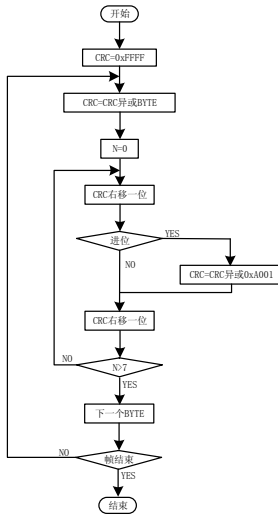 开始
CRC=0xFFFF
CRC=CRC异或BYTE
N=0
CRC右移一位
进位
YES
NO
CRC=CRC异或0xA001
CRC右移一位
N>7
NO
YES
下一个BYTE
帧结束
NO
YES
结束